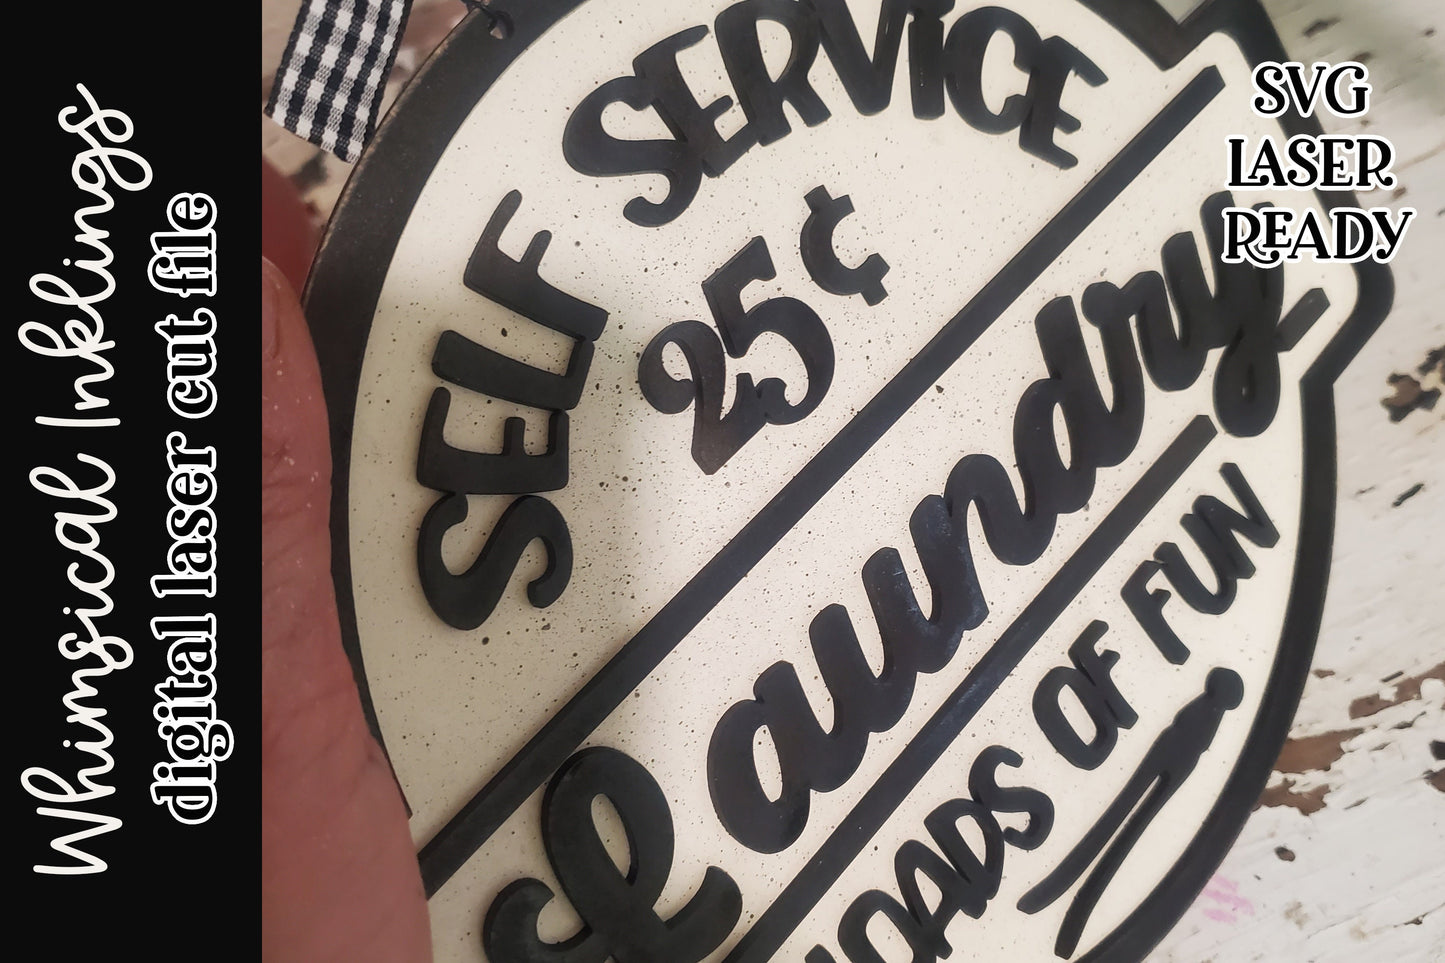 Whimsical Inklings
digital laser cut file
SELF SERVICE
25¢
Laundry
LOADS OF FUN
SVG
LASER
READY